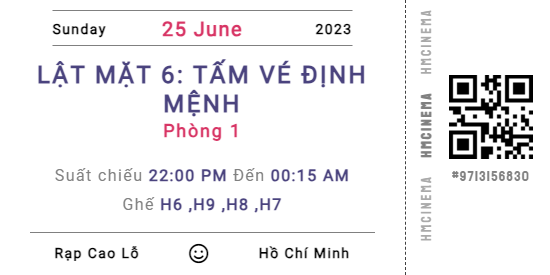 Sunday 25 June 2023
LẬT MẶT 6: TẤM VÉ ĐỊNH
MỆNH
Phòng 1
Suất chiếu 22:00 PM Đến 00:15 AM
Ghế H6 ,H9 ,H8 ,H7
Rạp Cao Lỗ Hồ Chí Minh
HMCINEMA
HMCINEMA
HMCINEMA
#9713156830